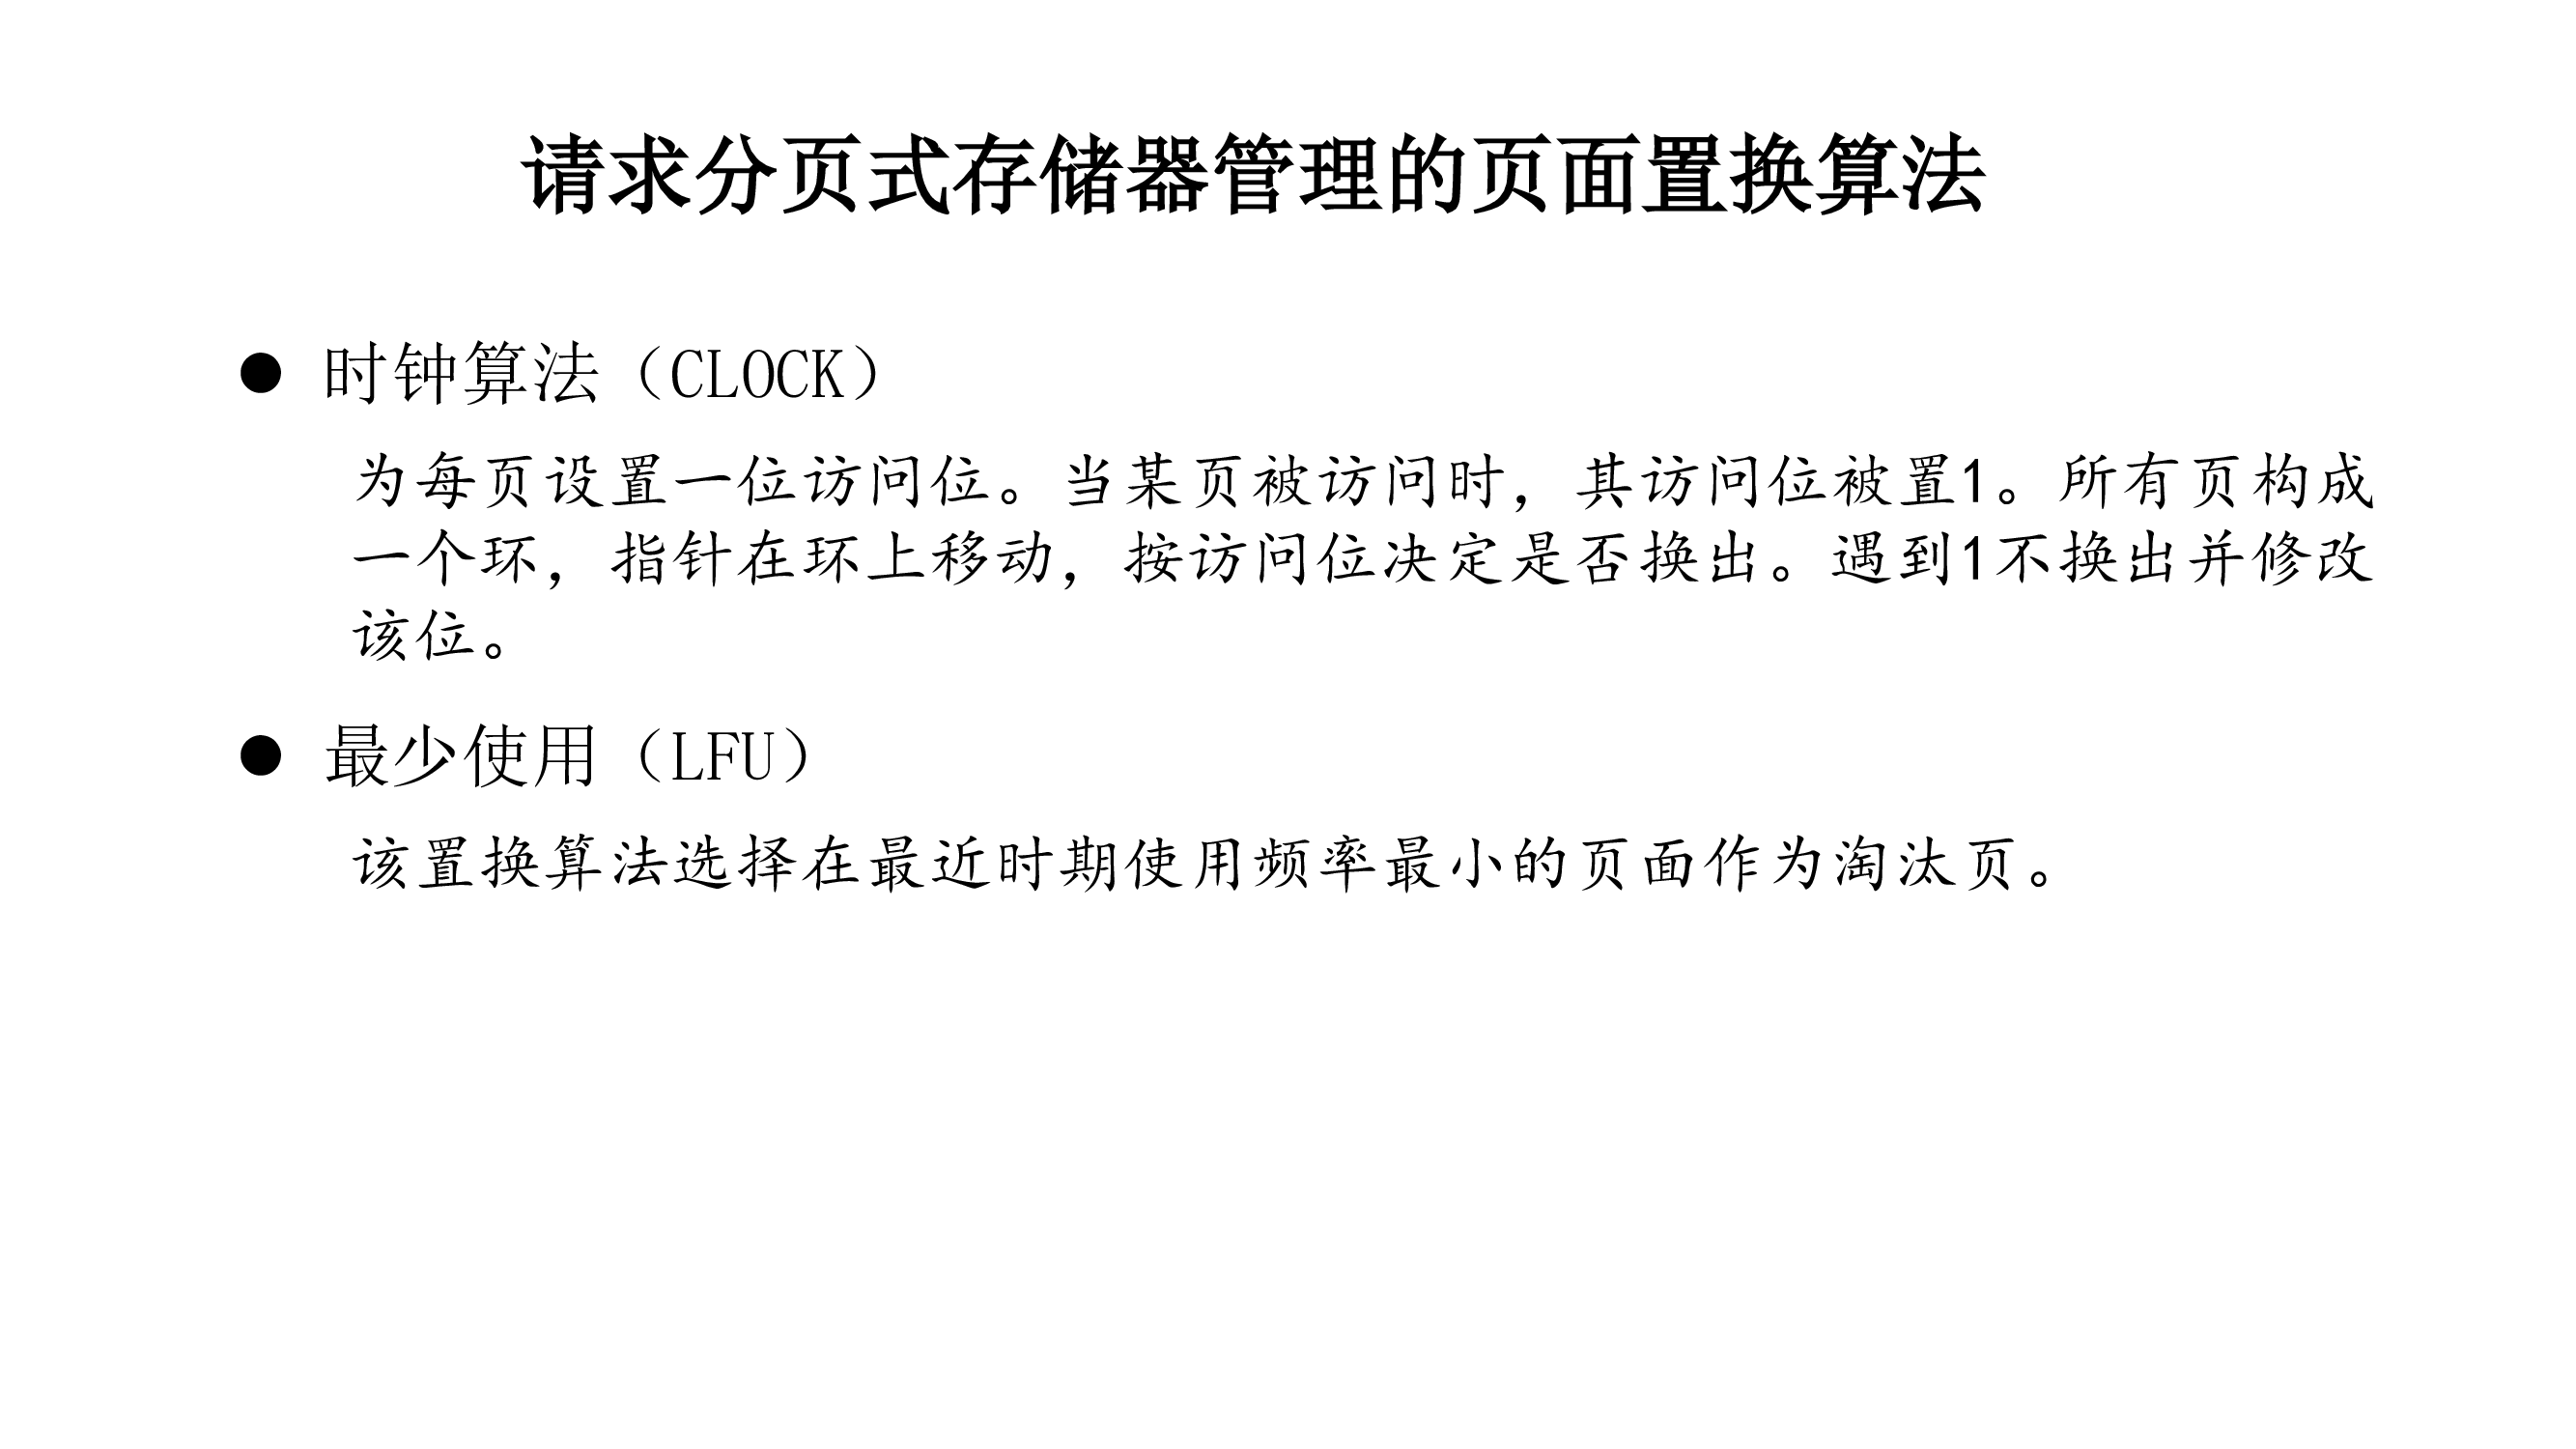 请求分页式存储器管理的页面置换算法
● 时钟算法（CLOCK）
为每页设置一位访问位。当某页被访问时，其访问位被置1。所有页构成
一个环，指针在环上移动，按访问位决定是否换出。遇到1不换出并修改
该位。
● 最少使用（LFU）
该置换算法选择在最近时期使用频率最小的页面作为淘汰页。